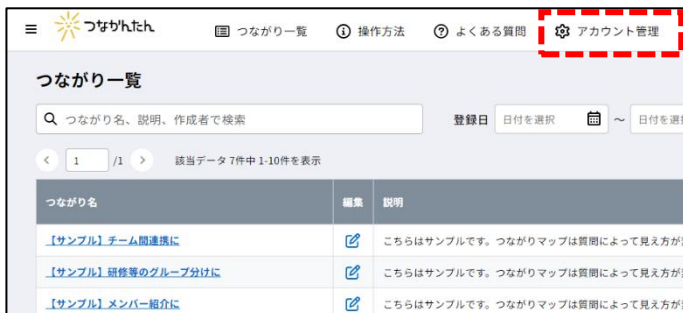 つながかんたん つながり一覧 操作方法 よくある質問 アカウント管理
つながり一覧
つながり名、説明、作成者で検索 登録日 日付を選択 ～ 日付を選
1 /1 該当データ 7件中 1-10件を表示
つながり名 編集 説明
【サンプル】チーム間連携に こちらはサンプルです。つながりマップは質問によって見え方が
【サンプル】研修等のグループ分けに こちらはサンプルです。つながりマップは質問によって見え方が
【サンプル】メンバー紹介に こちらはサンプルです。つながりマップは質問によって見え方が